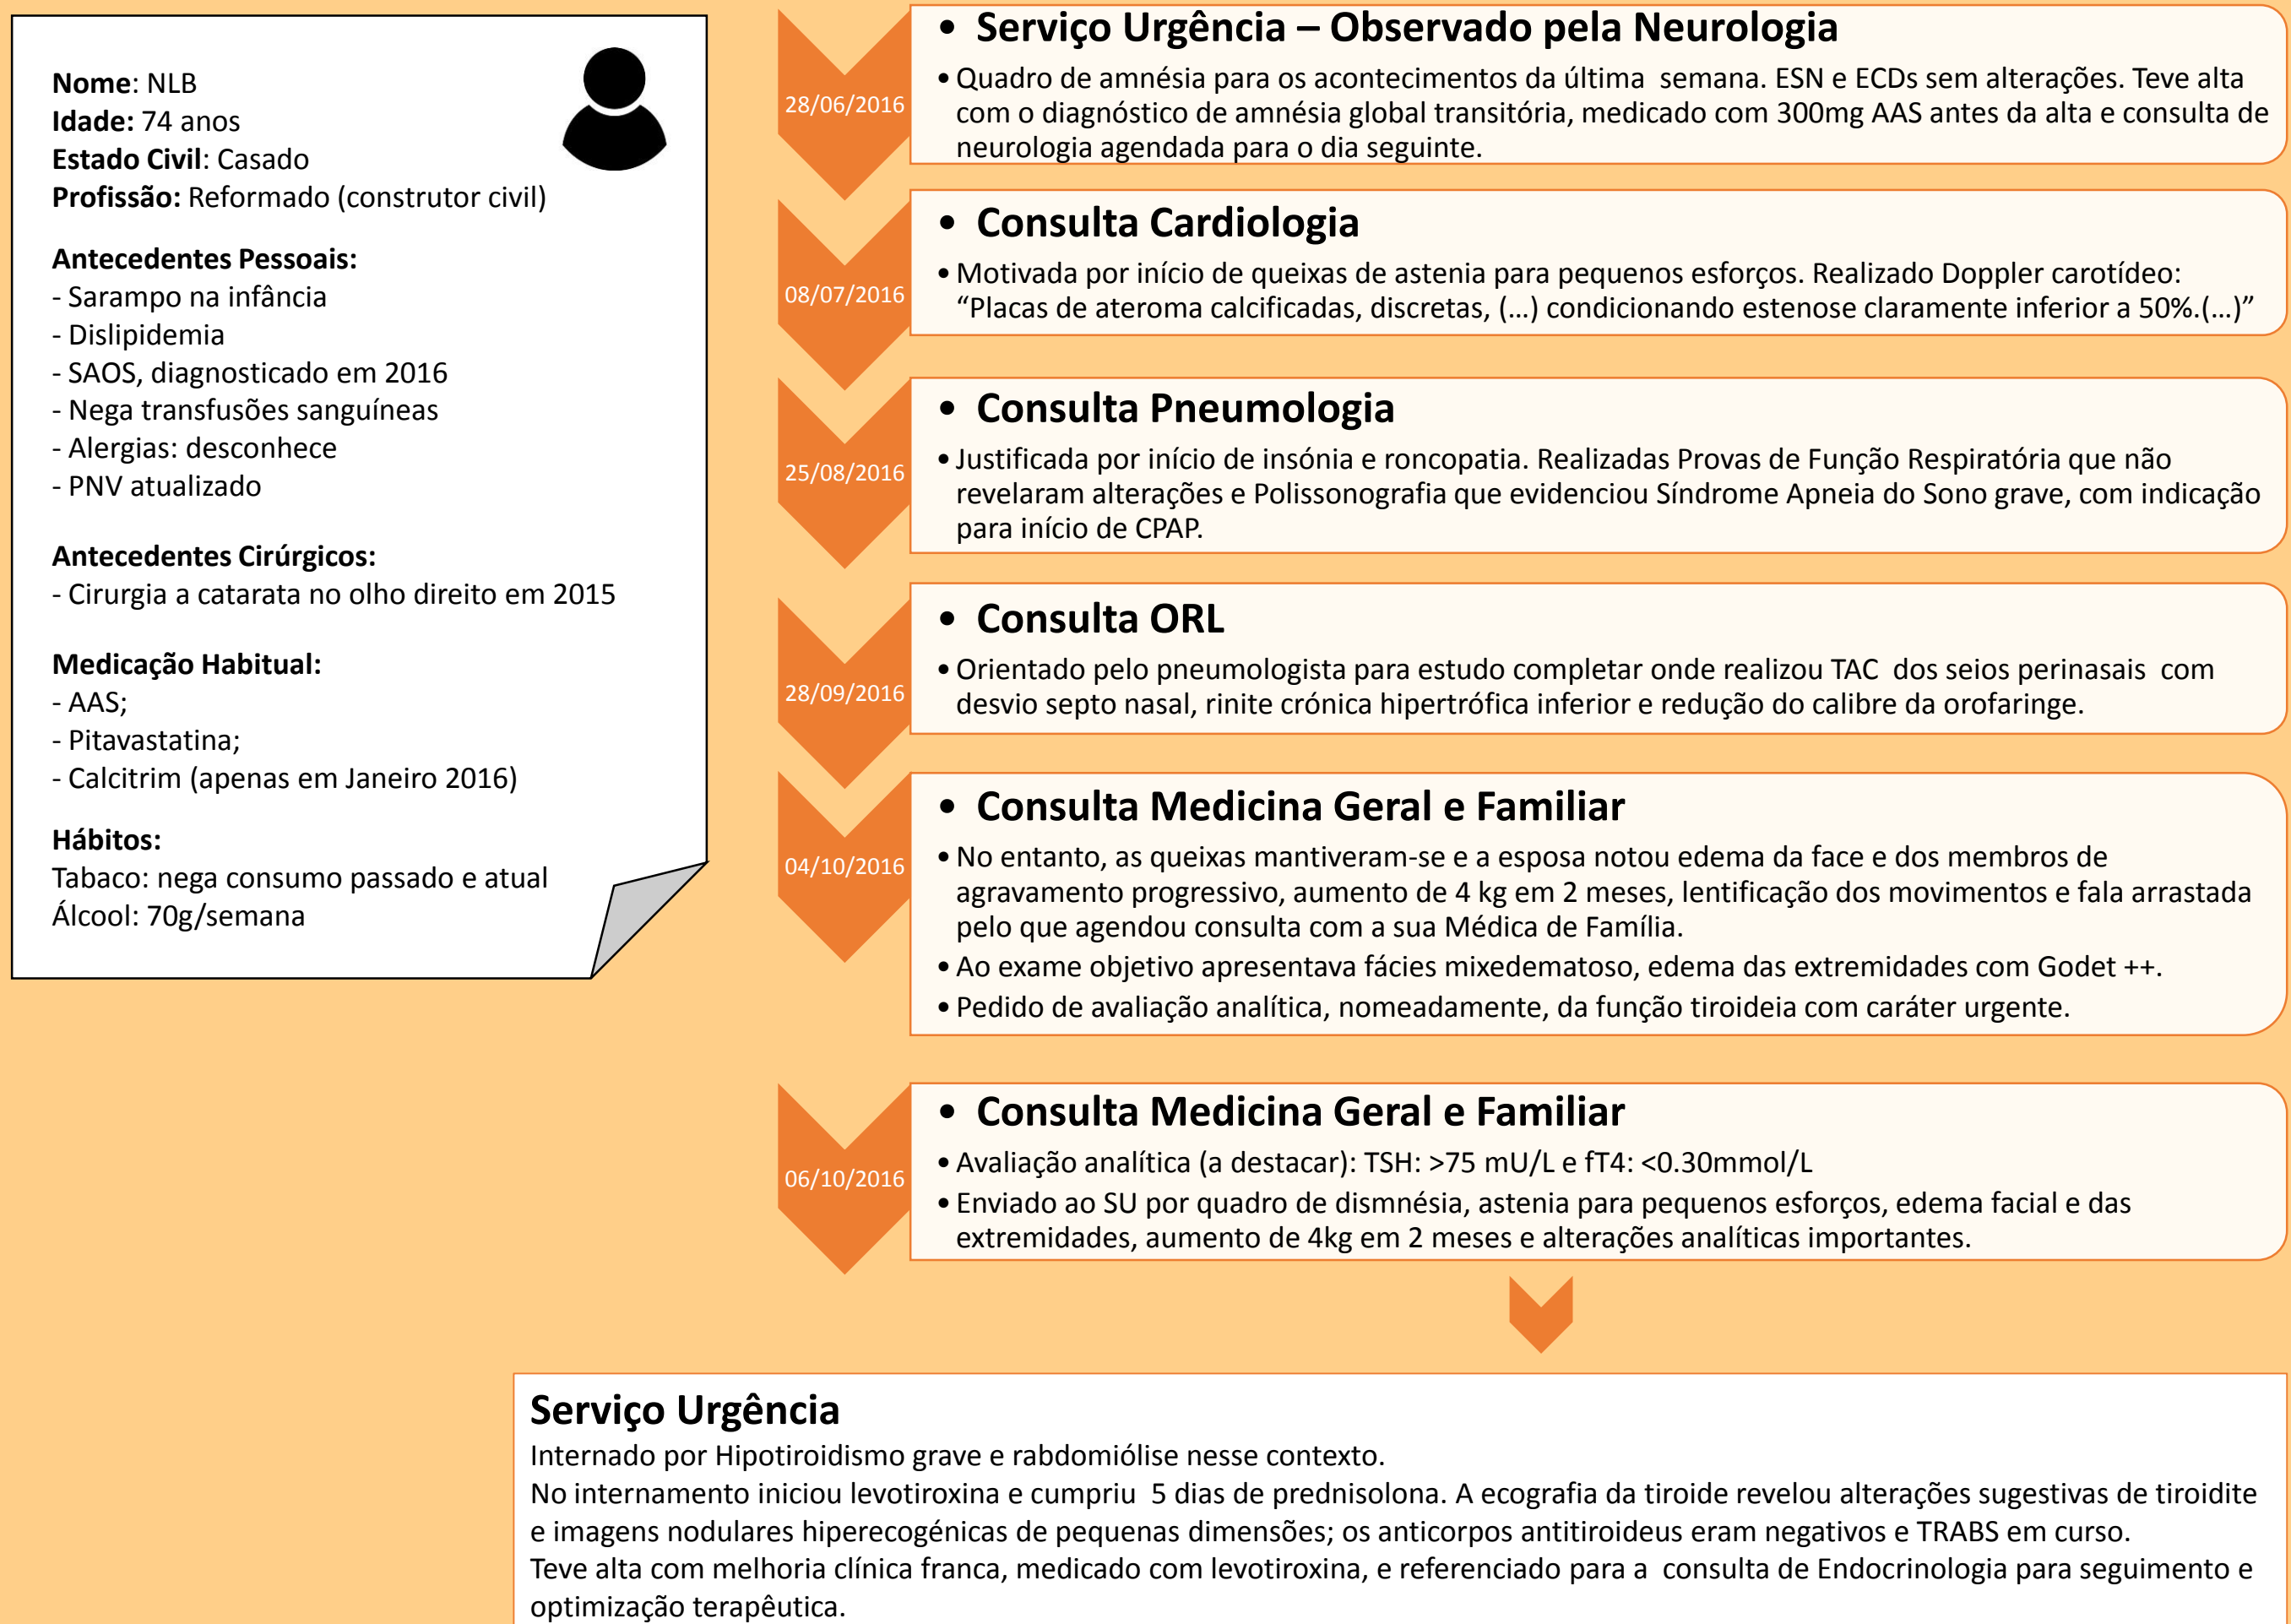 Nome: NLB
Idade: 74 anos
Estado Civil: Casado
Profissão: Reformado (construtor civil)
Antecedentes Pessoais:
- Sarampo na infância
- Dislipidemia
- SAOS, diagnosticado em 2016
- Nega transfusões sanguíneas
- Alergias: desconhece
- PNV atualizado
Antecedentes Cirúrgicos:
- Cirurgia a catarata no olho direito em 2015
Medicação Habitual:
- AAS;
- Pitavastatina;
- Calcitrim (apenas em Janeiro 2016)
Hábitos:
Tabaco: nega consumo passado e atual
Álcool: 70g/semana
28/06/2016
• Serviço Urgência – Observado pela Neurologia
• Quadro de amnésia para os acontecimentos da última semana. ESN e ECDs sem alterações. Teve alta
com o diagnóstico de amnésia global transitória, medicado com 300mg AAS antes da alta e consulta de
neurologia agendada para o dia seguinte.
08/07/2016
• Consulta Cardiologia
• Motivada por início de queixas de astenia para pequenos esforços. Realizado Doppler carotídeo:
“Placas de ateroma calcificadas, discretas, (…) condicionando estenose claramente inferior a 50%.(…)”
25/08/2016
• Consulta Pneumologia
• Justificada por início de insónia e roncopatia. Realizadas Provas de Função Respiratória que não
revelaram alterações e Polissonografia que evidenciou Síndrome Apneia do Sono grave, com indicação
para início de CPAP.
28/09/2016
• Consulta ORL
• Orientado pelo pneumologista para estudo completar onde realizou TAC dos seios perinasais com
desvio septo nasal, rinite crónica hipertrófica inferior e redução do calibre da orofaringe.
04/10/2016
• Consulta Medicina Geral e Familiar
• No entanto, as queixas mantiveram-se e a esposa notou edema da face e dos membros de
agravamento progressivo, aumento de 4 kg em 2 meses, lentificação dos movimentos e fala arrastada
pelo que agendou consulta com a sua Médica de Família.
• Ao exame objetivo apresentava fácies mixedematoso, edema das extremidades com Godet ++.
• Pedido de avaliação analítica, nomeadamente, da função tiroideia com caráter urgente.
06/10/2016
• Consulta Medicina Geral e Familiar
• Avaliação analítica (a destacar): TSH: >75 mU/L e fT4: <0.30mmol/L
• Enviado ao SU por quadro de dismnésia, astenia para pequenos esforços, edema facial e das
extremidades, aumento de 4kg em 2 meses e alterações analíticas importantes.
Serviço Urgência
Internado por Hipotiroidismo grave e rabdomiólise nesse contexto.
No internamento iniciou levotiroxina e cumpriu 5 dias de prednisolona. A ecografia da tiroide revelou alterações sugestivas de tiroidite
e imagens nodulares hiperecogénicas de pequenas dimensões; os anticorpos antitiroideus eram negativos e TRABS em curso.
Teve alta com melhoria clínica franca, medicado com levotiroxina, e referenciado para a consulta de Endocrinologia para seguimento e
optimização terapêutica.